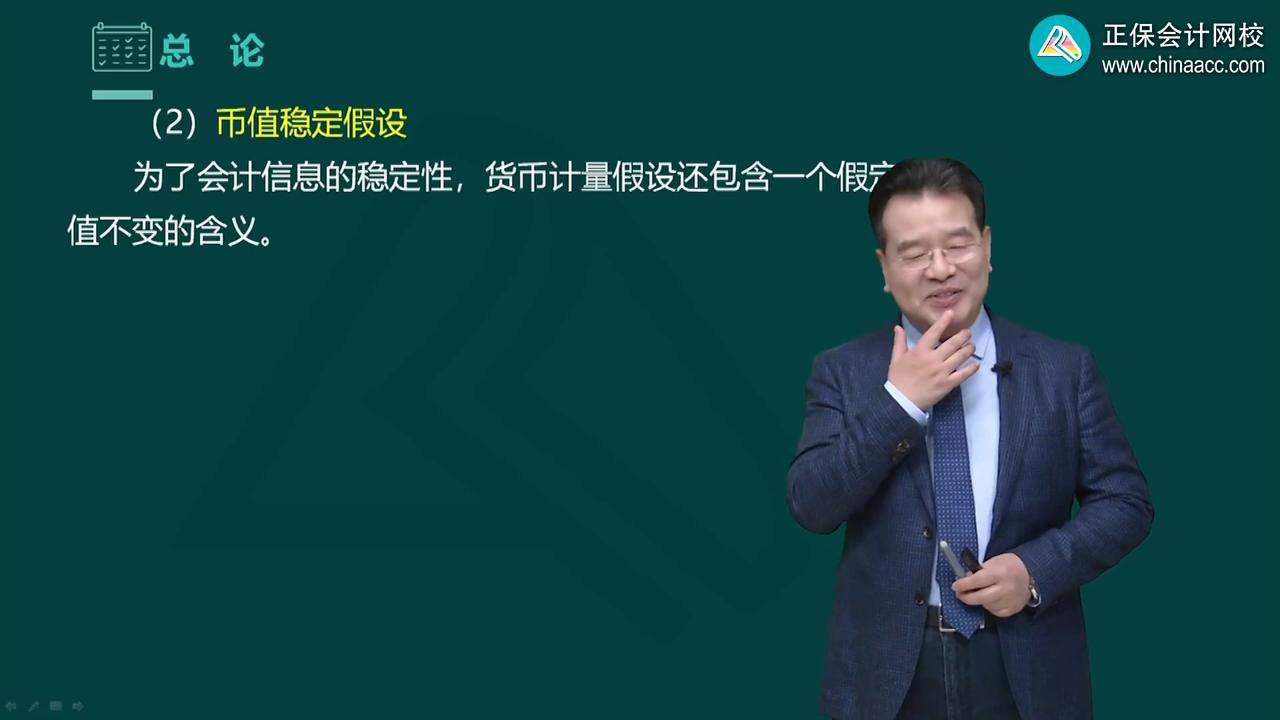 总 论
正保会计网校
www.chinaacc.com
（2）币值稳定假设
为了会计信息的稳定性，货币计量假设还包含一个假
值不变的含义。